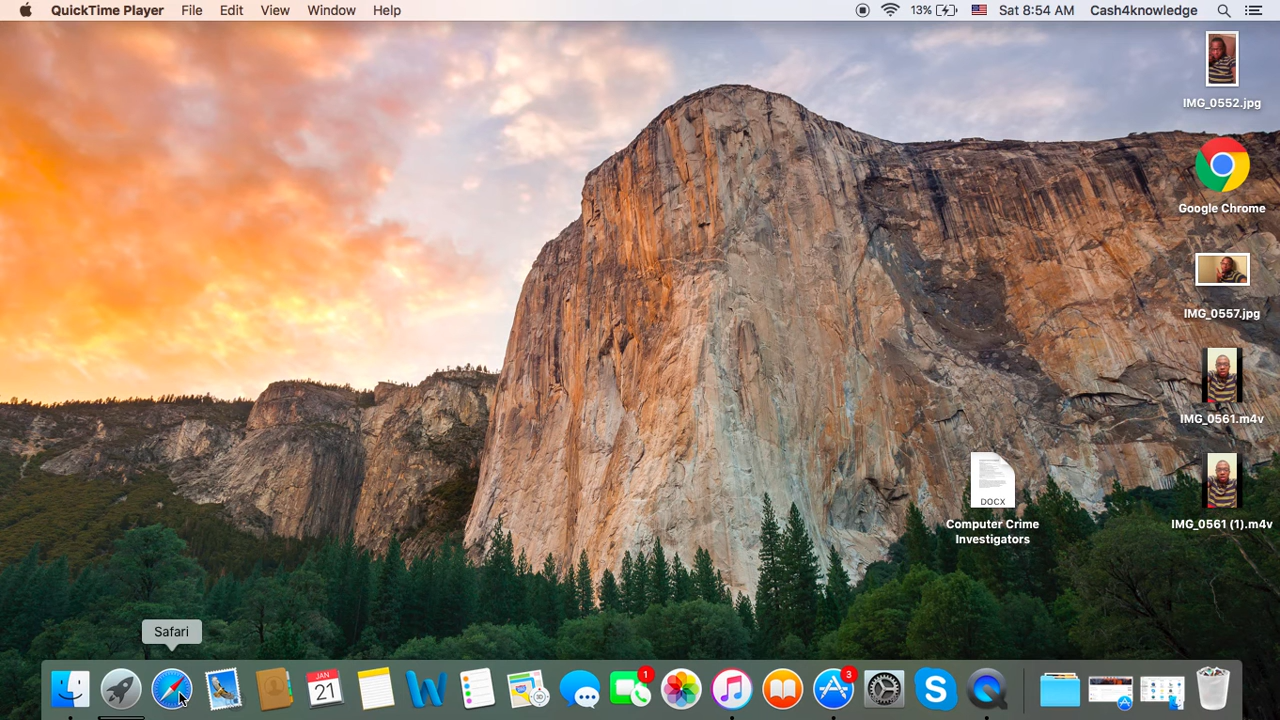 QuickTime Player File Edit View Window Help 13% Sat 8:54 AM Cash4knowledge
IMG_0552.jpg
Google Chrome
IMG_0557.jpg
IMG_0561.m4v
DOCX
Computer Crime
Investigators
IMG_0561 (1).m4v
Safari
JAN
21
1
3